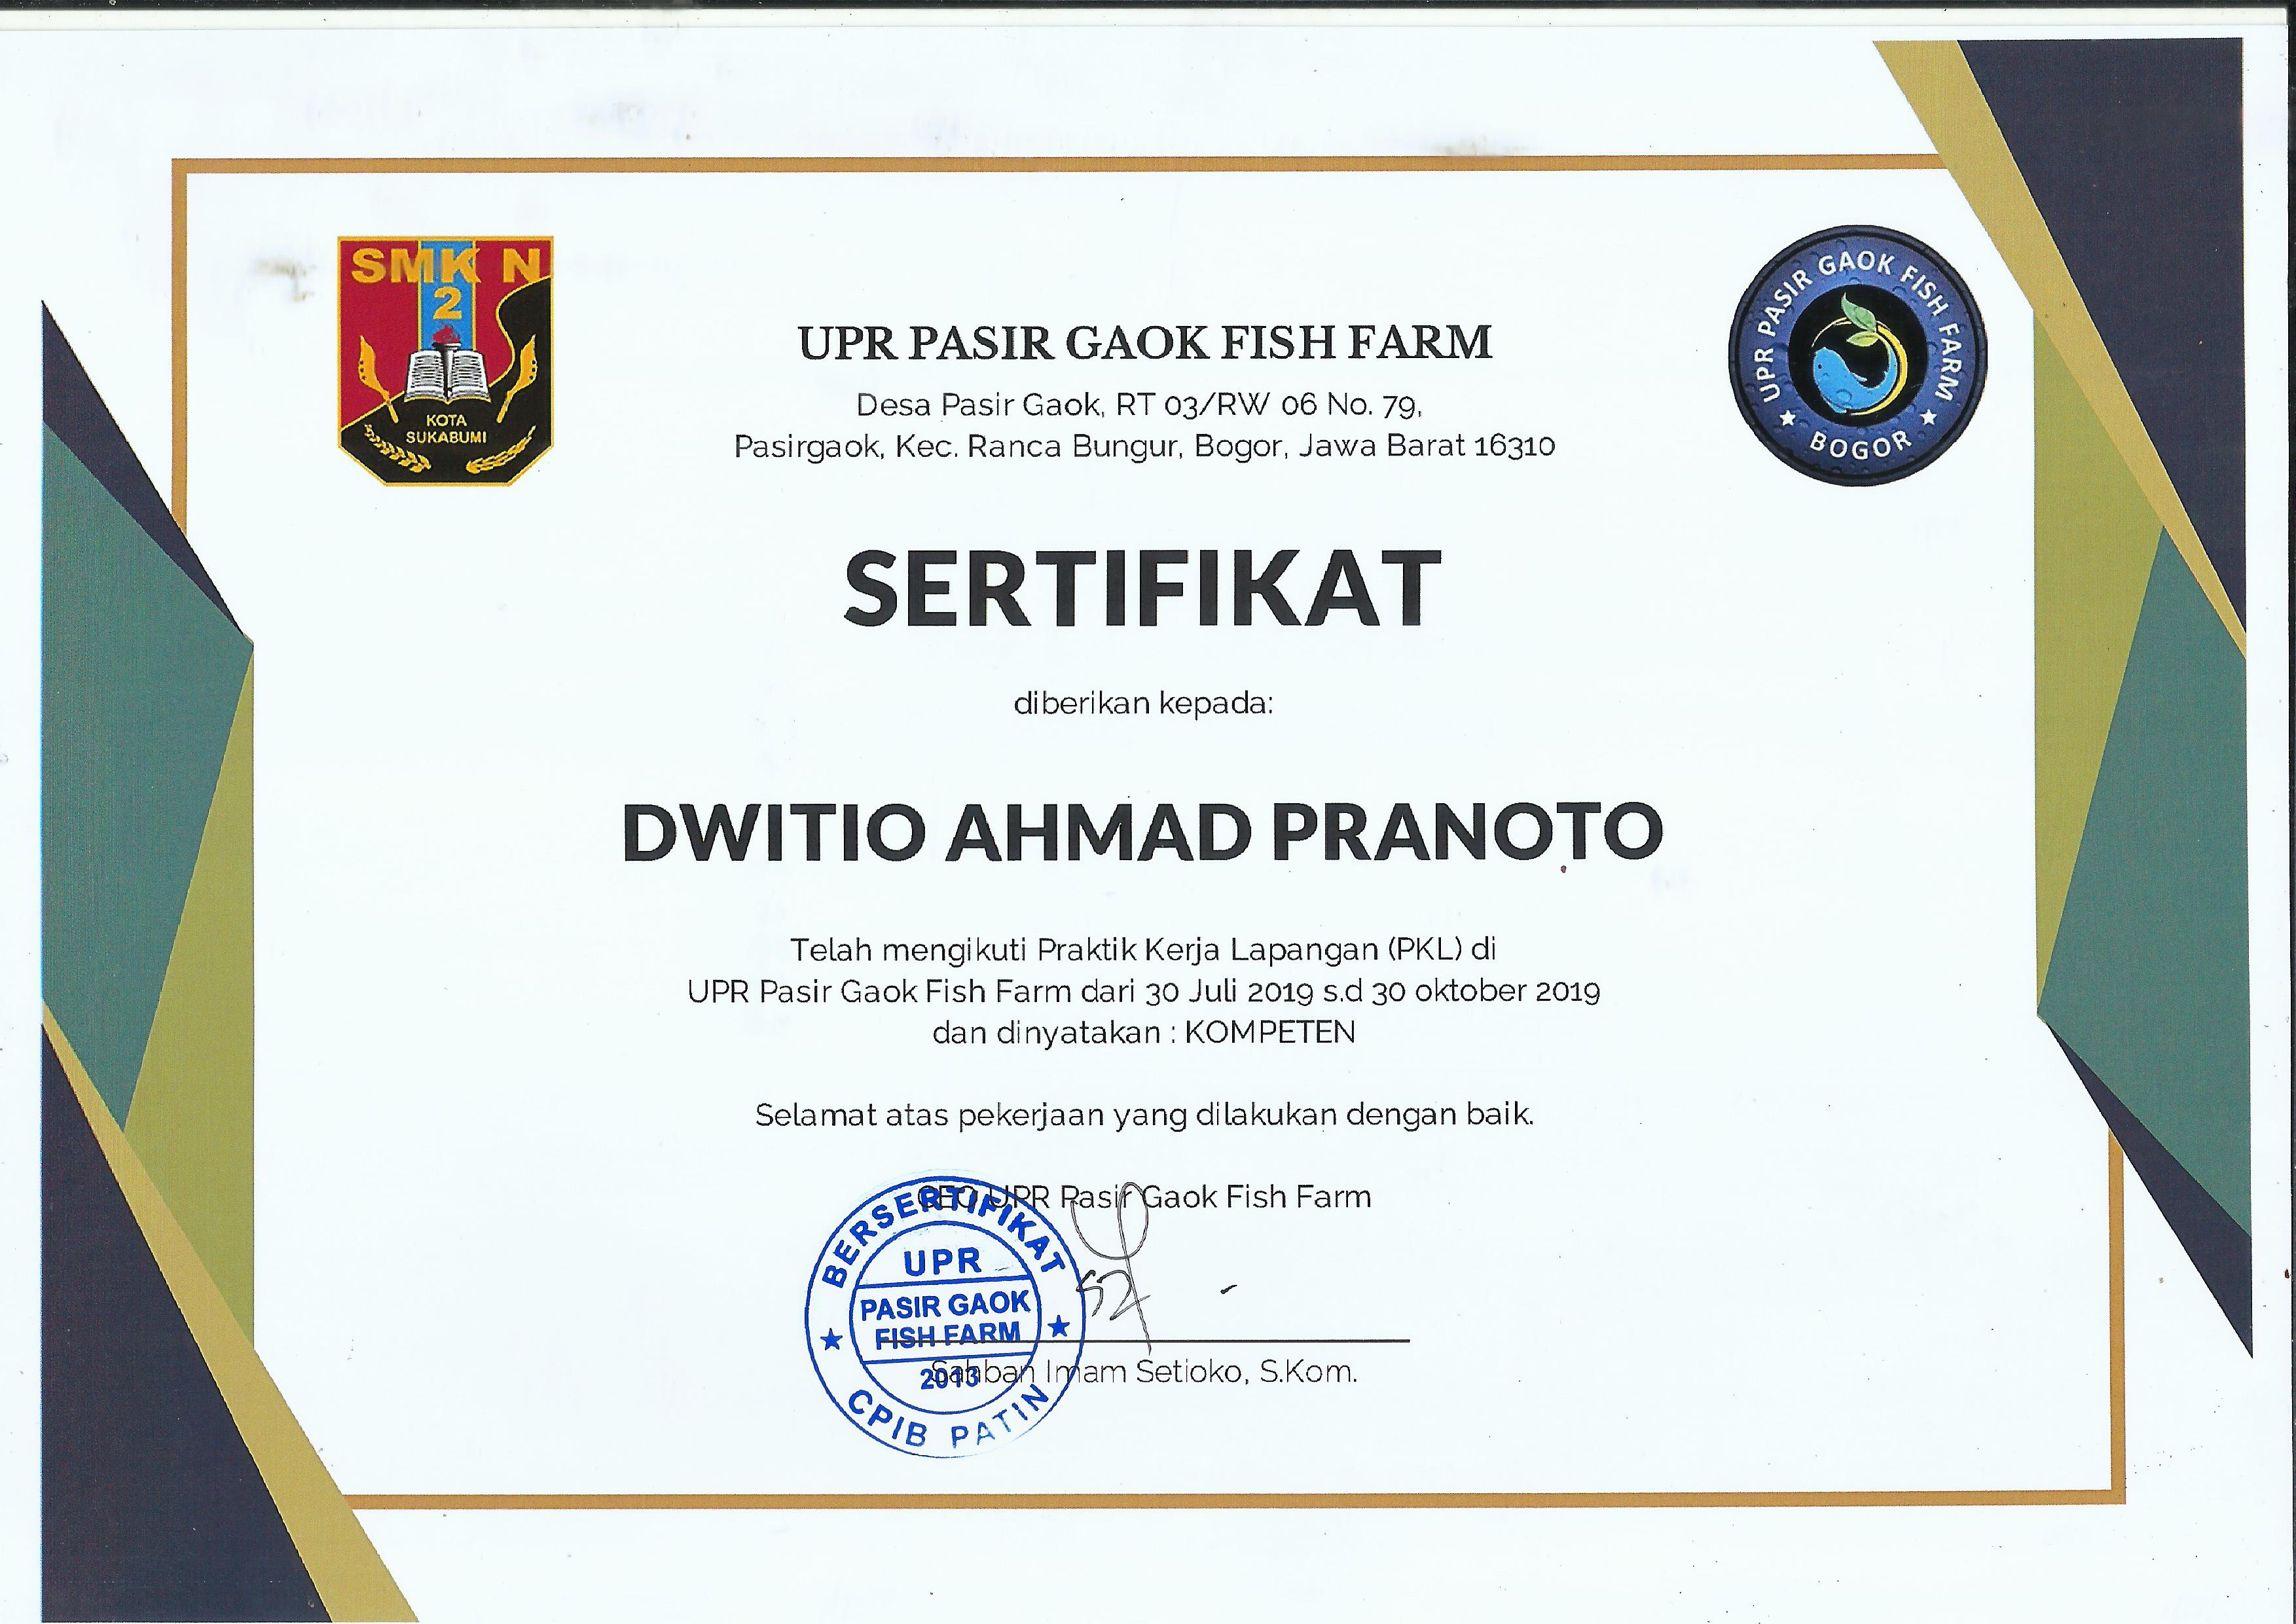 SMK N
2
KOTA
SUKABUMI
UPR PASIR GAOK FISH FARM
BOGOR
UPR PASIR GAOK FISH FARM
Desa Pasir Gaok, RT 03/RW 06 No. 79,
Pasirgaok, Kec. Ranca Bungur, Bogor, Jawa Barat 16310
SERTIFIKAT
diberikan kepada:
DWITIO AHMAD PRANOTO
Telah mengikuti Praktik Kerja Lapangan (PKL) di
UPR Pasir Gaok Fish Farm dari 30 Juli 2019 s.d 30 oktober 2019
dan dinyatakan : KOMPETEN
Selamat atas pekerjaan yang dilakukan dengan baik.
CEO UPR Pasir Gaok Fish Farm
BERSERTIFIKAT
UPR
PASIR GAOK
FISH FARM
2013
CPIB PATIN
Imam Setioko, S.Kom.